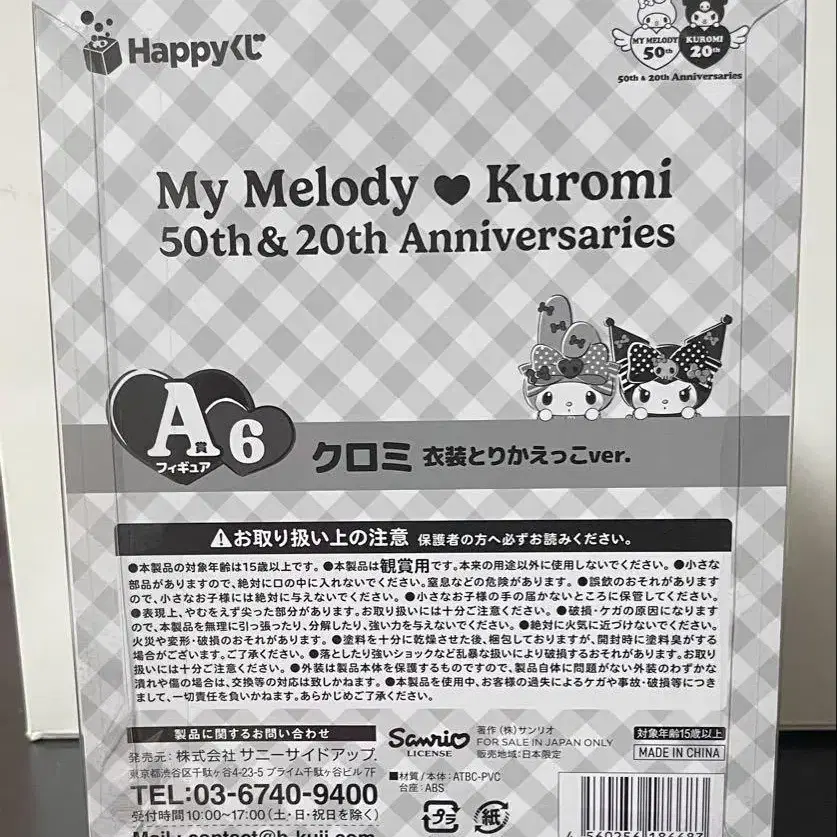 Happyくじ
MY MELODY 50th KUROMI 20th
50th & 20th Anniversaries
My Melody ♥ Kuromi
50th & 20th Anniversaries
A賞 6
フィギュア
クロミ 衣装とりかえっこver.
⚠お取り扱い上の注意 保護者の方へ必ずお読みください。
●本製品の対象年齢は15歳以上です。●本製品は観賞用です。本来の用途以外に使用しないでください。●小さな
部品がありますので、絶対に口の中に入れないでください。窒息などの危険があります。●誤飲のおそれがあります
ので、小さなお子様には絶対に与えないでください。●小さなお子様の手の届かないところに保管してください。
●表現上、やむをえず尖った部分があります。お取り扱いには十分ご注意ください。●破損・ケガの原因になります
ので、本製品を無理に引っ張ったり、分解したり、強い力を与えないでください。●絶対に火気に近づけないでください。
火災や変形・破損のおそれがあります。●塗料を十分に乾燥させた後、梱包しておりますが、開封時に塗料臭がする
場合がございます。ご了承ください。●落としたり強いショックなど乱暴な扱いにより破損するおそれがあります。お取り
扱いには十分ご注意ください。●外装は製品本体を保護するものですので、製品自体に問題がない外装のわずかな
潰れや傷の場合は、交換等の対応は致しかねます。●本製品を使用中、お客様の過失によるケガや事故・破損等につき
まして、一切責任を負いかねます。あらかじめご了承ください。
製品に関するお問い合わせ
発売元：株式会社 サニーサイドアップ
東京都渋谷区千駄ヶ谷4-23-5 プライム千駄ヶ谷ビル 7F
TEL：03-6740-9400
受付時間10:00〜17:00(土・日・祝日を除く)
Mail：contact@h-kuji.com
Sanrio LICENSE
著作 (株)サンリオ
FOR SALE IN JAPAN ONLY
販売地域：日本限定
対象年齢15歳以上
MADE IN CHINA
■材質/本体：ATBC-PVC
台座：ABS
プラ 紙